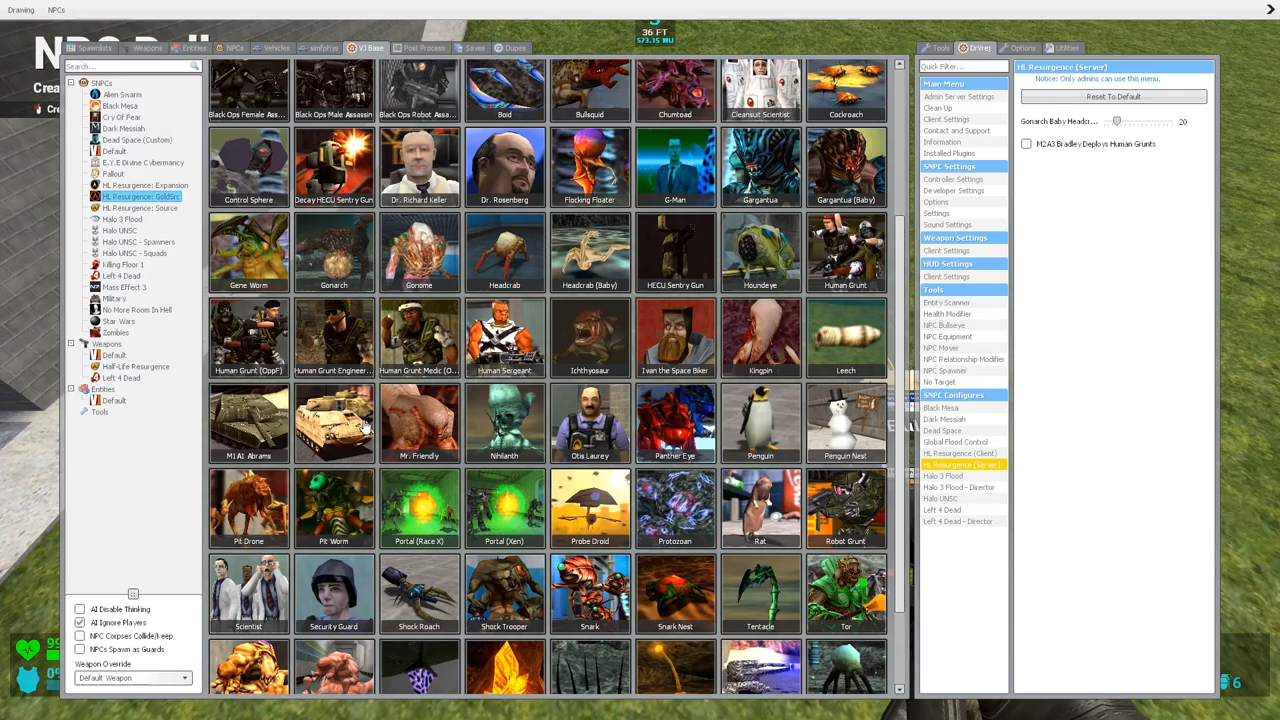 Drawing NPCs
36 FT
573.15 WU
Crea
Cre
Spawnlists Weapons Entities NPCs Vehicles simfphys VJ Base Post Process Saves Dupes
Search...
SNPCs
Alien Swarm
Black Mesa
Cry Of Fear
Dark Messiah
Dead Space (Custom)
Default
E.Y.E Divine Cybermancy
Fallout
HL Resurgence: Expansion
HL Resurgence: GoldSrc
HL Resurgence: Source
Halo 3 Flood
Halo UNSC
Halo UNSC - Spawners
Halo UNSC - Squads
Killing Floor 1
Left 4 Dead
Mass Effect 3
Military
No More Room In Hell
Star Wars
Zombies
Weapons
Default
Half-Life Resurgence
Left 4 Dead
Entities
Default
Tools
AI Disable Thinking
AI Ignore Players
NPC Corpses Collide/Keep
NPCs Spawn as Guards
Weapon Override
Default Weapon
Black Ops Female Ass... Black Ops Male Assassin Black Ops Robot Assa... Boid Bullsquid Chumtoad Cleansuit Scientist Cockroach
Control Sphere Decay HECU Sentry Gun Dr. Richard Keller Dr. Rosenberg Flocking Floater G-Man Gargantua Gargantua (Baby)
Gene Worm Gonarch Gonome Headcrab Headcrab (Baby) HECU Sentry Gun Houndeye Human Grunt
Human Grunt (OppF) Human Grunt Engineer... Human Grunt Medic (O... Human Sergeant Ichthyosaur Ivan the Space Biker Kingpin Leech
M1A1 Abrams Mr. Friendly Nihilanth Otis Laurey Panther Eye Penguin Penguin Nest
Pit Drone Pit Worm Portal (Race X) Portal (Xen) Probe Droid Protozoan Rat Robot Grunt
Scientist Security Guard Shock Roach Shock Trooper Snark Snark Nest Tentacle Tor
Tools DrVrej Options Utilities
Quick Filter...
Main Menu
Admin Server Settings
Clean Up
Client Settings
Contact and Support
Information
Installed Plugins
SNPC Settings
Controller Settings
Developer Settings
Options
Settings
Sound Settings
Weapon Settings
Client Settings
HUD Settings
Client Settings
Tools
Entity Scanner
Health Modifier
NPC Bullseye
NPC Equipment
NPC Mover
NPC Relationship Modifier
NPC Spawner
No Target
SNPC Configures
Black Mesa
Dark Messiah
Dead Space
Global Flood Control
HL Resurgence (Client)
HL Resurgence (Server)
Halo 3 Flood
Halo 3 Flood - Director
Halo UNSC
Left 4 Dead
Left 4 Dead - Director
HL Resurgence (Server)
Notice: Only admins can use this menu.
Reset To Default
Gonarch Baby Headcr... 20
M2A3 Bradley Deploys Human Grunts
6